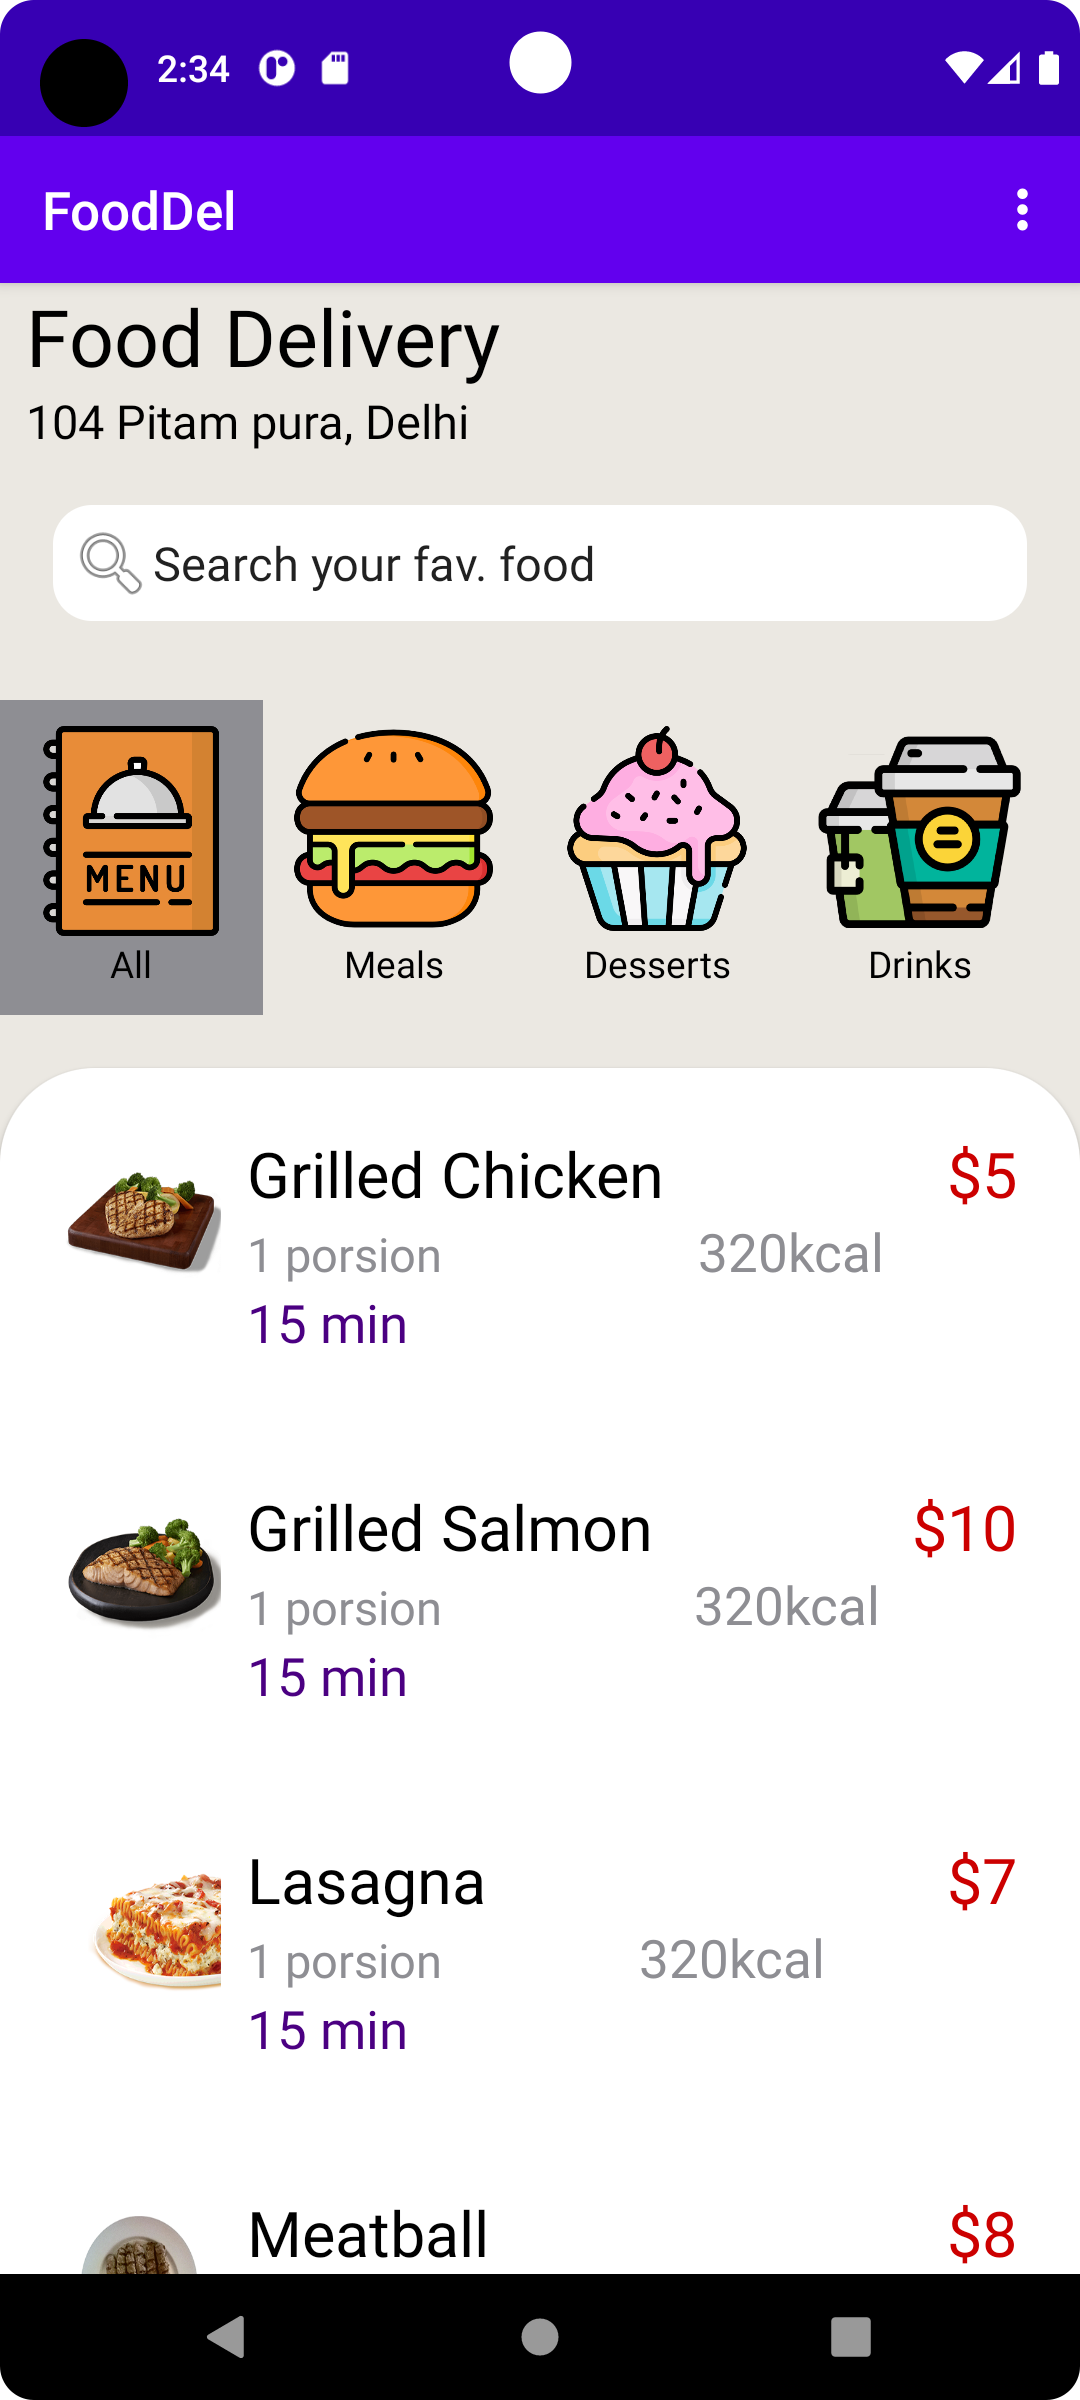 2:34
FoodDel
Food Delivery
104 Pitam pura, Delhi
Search your fav. food
MENU
All
Meals
Desserts
Drinks
Grilled Chicken $5
1 porsion 320kcal
15 min
Grilled Salmon $10
1 porsion 320kcal
15 min
Lasagna $7
1 porsion 320kcal
15 min
Meatball $8